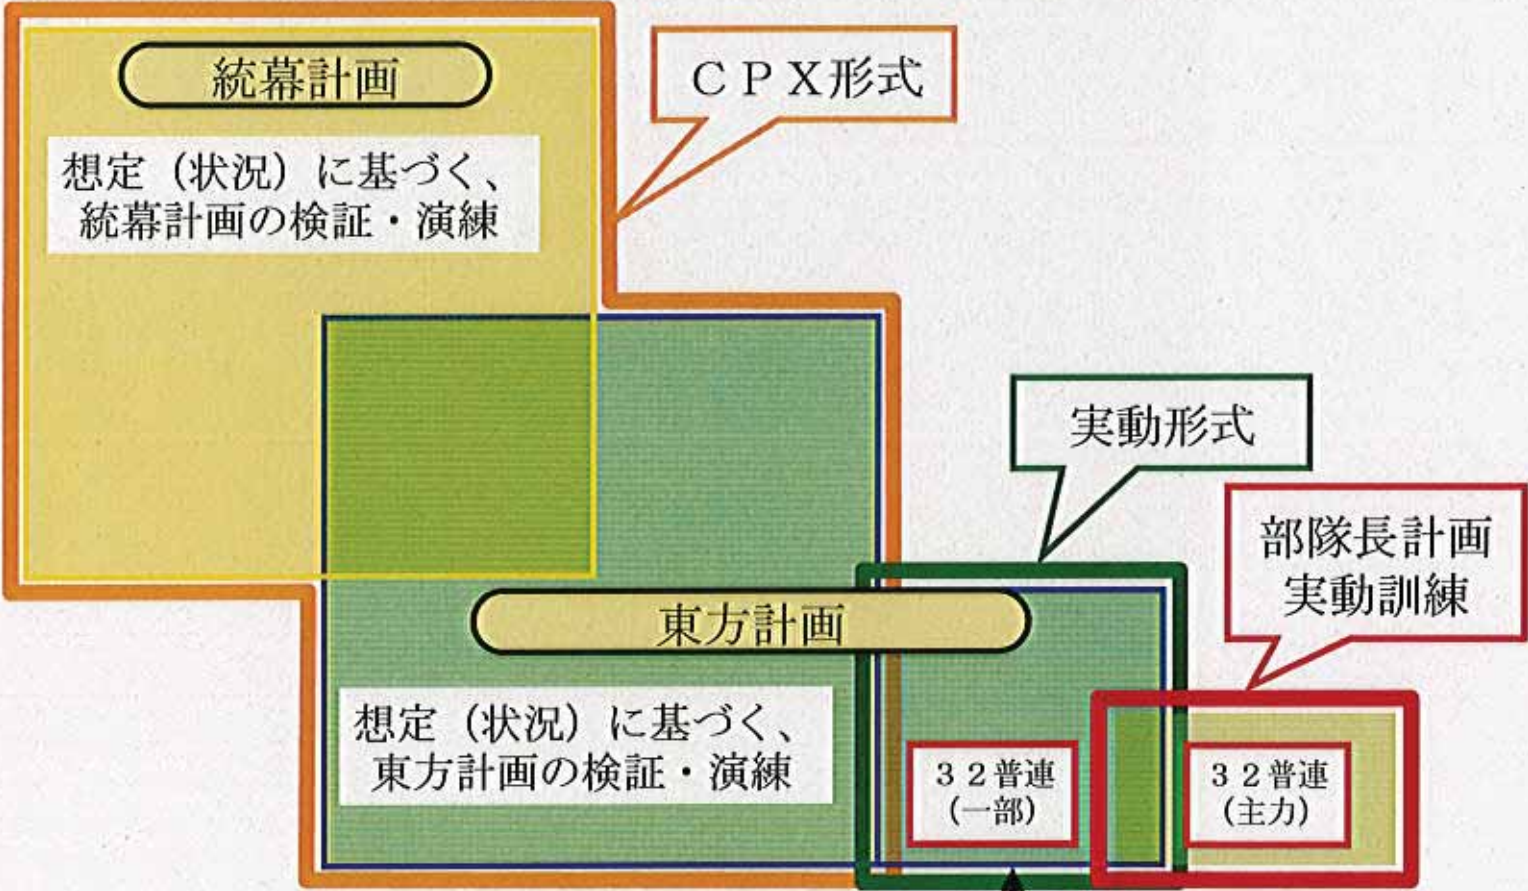 統幕計画
ＣＰＸ形式
想定（状況）に基づく、
統幕計画の検証・演練
実動形式
部隊長計画
実動訓練
東方計画
想定（状況）に基づく、
東方計画の検証・演練
３２普連
(一部)
３２普連
(主力)